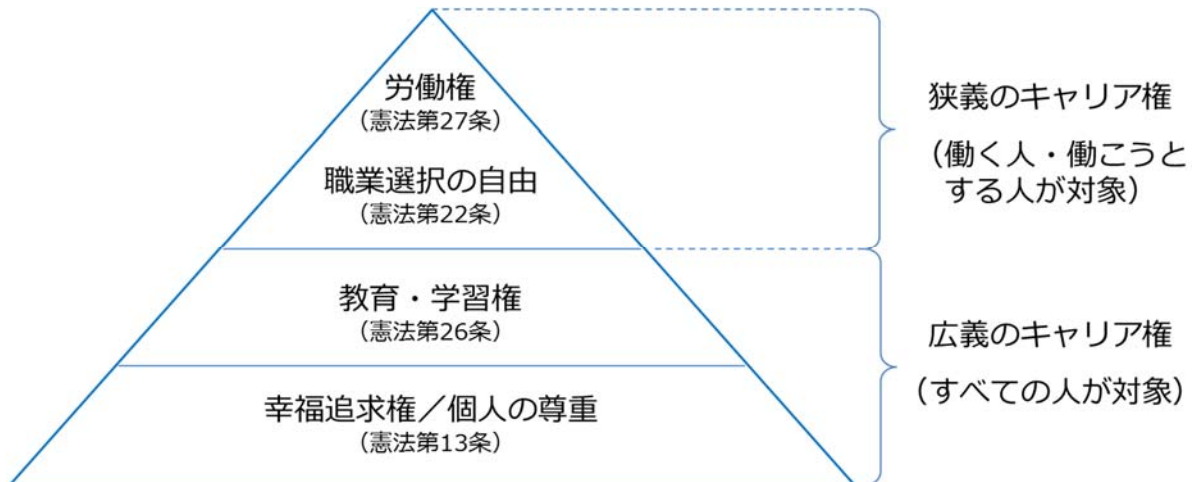 労働権
（憲法第27条）
職業選択の自由
（憲法第22条）
教育・学習権
（憲法第26条）
幸福追求権／個人の尊重
（憲法第13条）
狭義のキャリア権
（働く人・働こうと
する人が対象）
広義のキャリア権
（すべての人が対象）